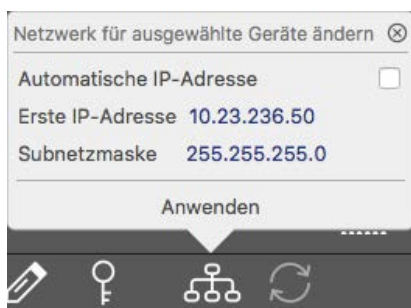 Netzwerk für ausgewählte Geräte ändern
Automatische IP-Adresse
Erste IP-Adresse 10.23.236.50
Subnetzmaske 255.255.255.0
Anwenden